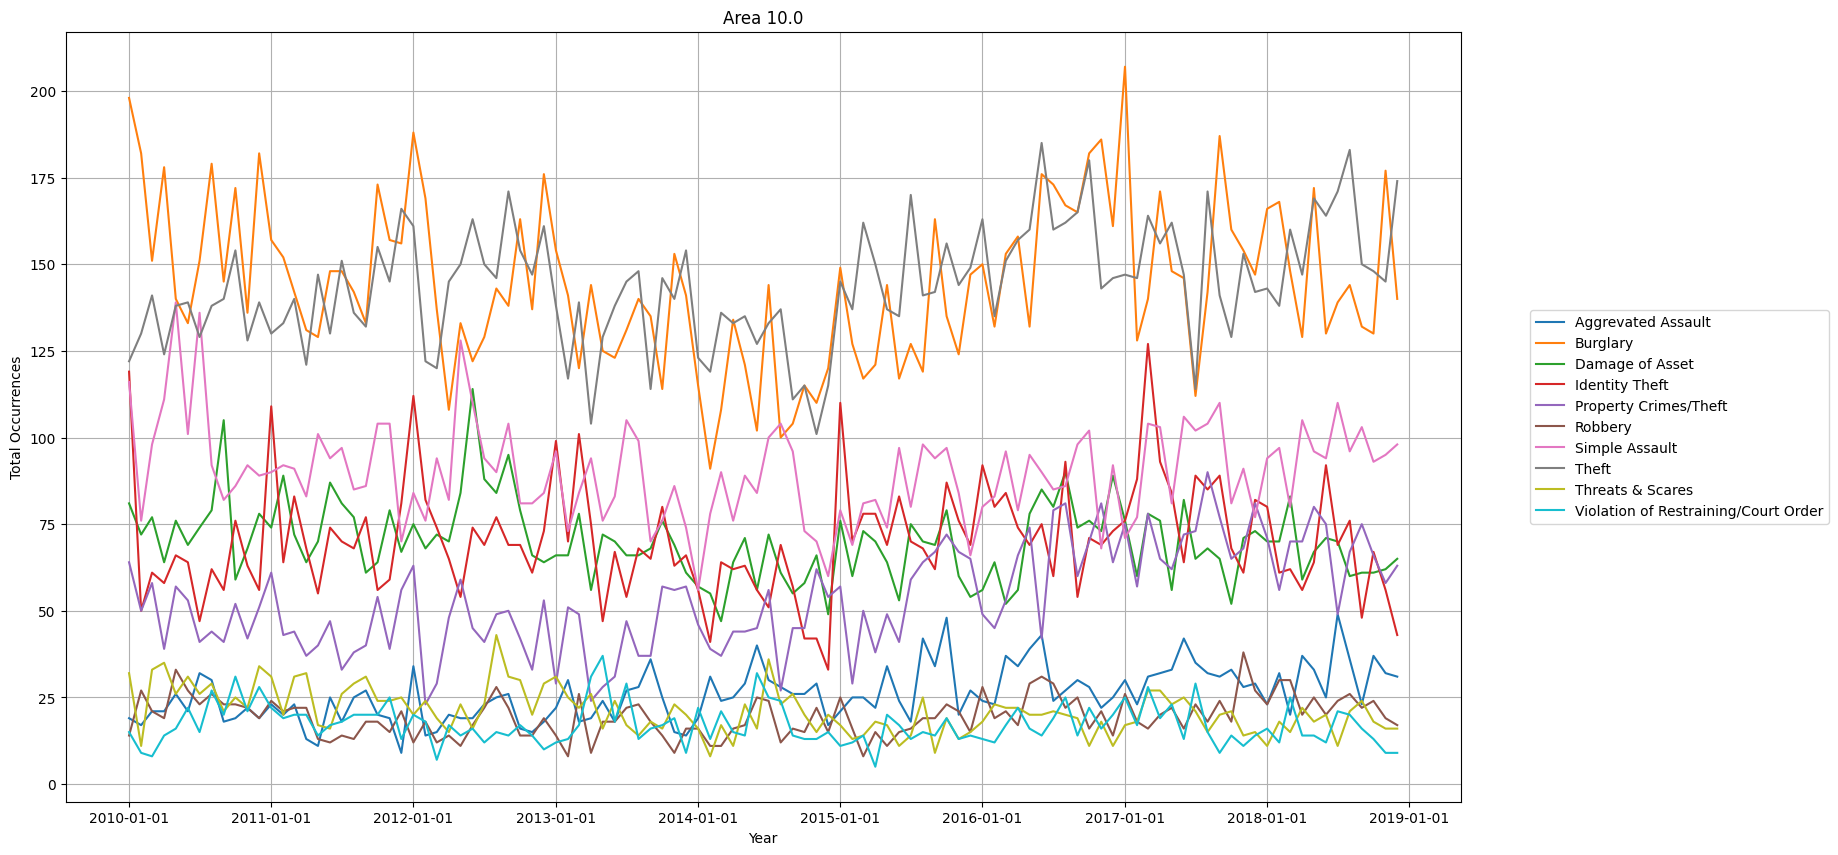 Area 10.0
Total Occurrences
200
175
150
125
100
75
50
25
0
2010-01-01
2011-01-01
2012-01-01
2013-01-01
2014-01-01
2015-01-01
2016-01-01
2017-01-01
2018-01-01
2019-01-01
Year
Aggrevated Assault
Burglary
Damage of Asset
Identity Theft
Property Crimes/Theft
Robbery
Simple Assault
Theft
Threats & Scares
Violation of Restraining/Court Order